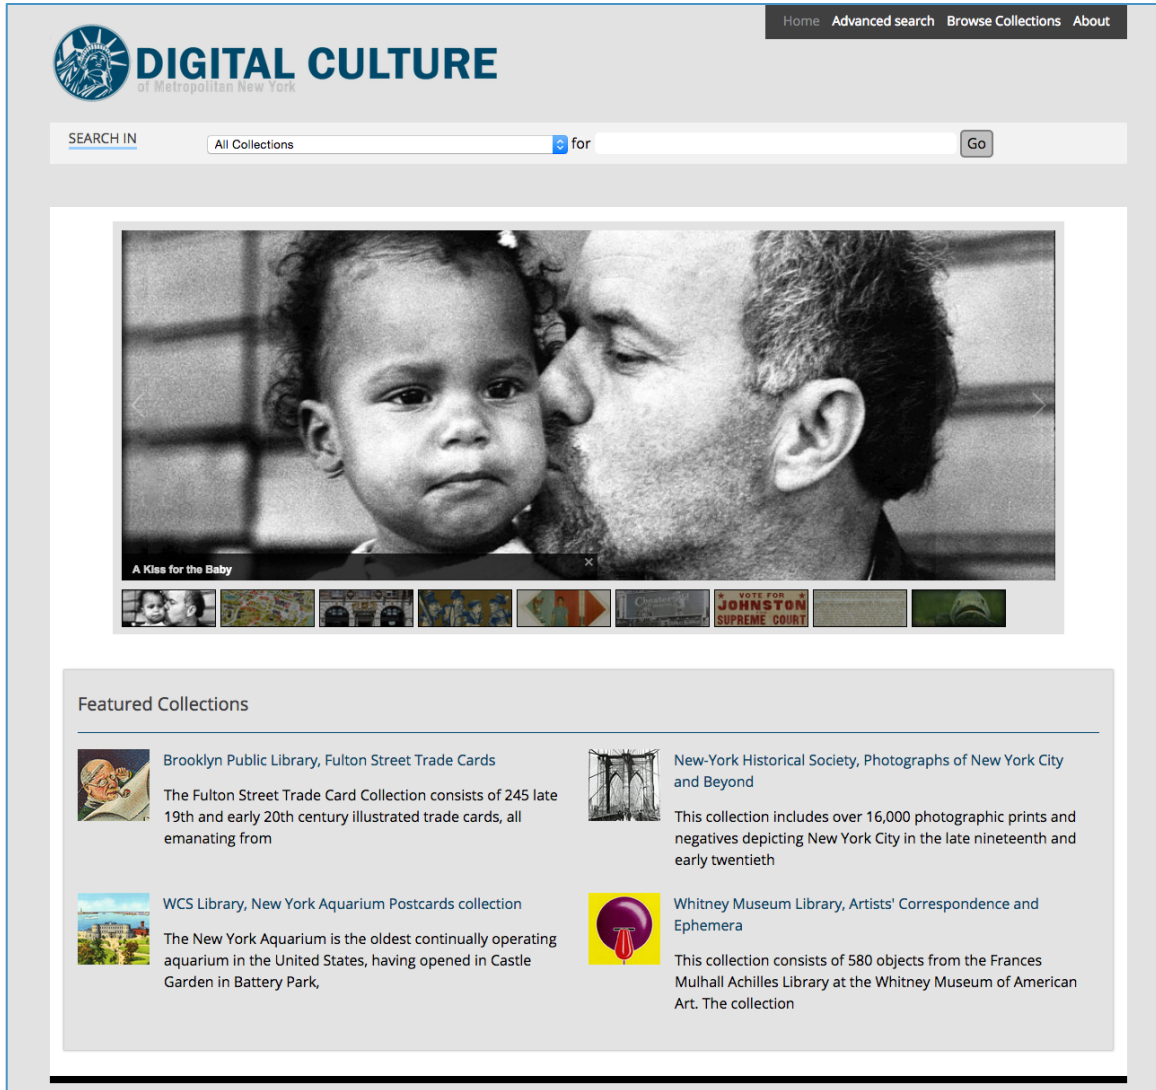 Home Advanced search Browse Collections About
DIGITAL CULTURE
of Metropolitan New York
SEARCH IN
All Collections
for
Go
A Kiss for the Baby
VOTE FOR
JOHNSTON
SUPREME COURT
Featured Collections
Brooklyn Public Library, Fulton Street Trade Cards
The Fulton Street Trade Card Collection consists of 245 late
19th and early 20th century illustrated trade cards, all
emanating from
New-York Historical Society, Photographs of New York City
and Beyond
This collection includes over 16,000 photographic prints and
negatives depicting New York City in the late nineteenth and
early twentieth
WCS Library, New York Aquarium Postcards collection
The New York Aquarium is the oldest continually operating
aquarium in the United States, having opened in Castle
Garden in Battery Park,
Whitney Museum Library, Artists' Correspondence and
Ephemera
This collection consists of 580 objects from the Frances
Mulhall Achilles Library at the Whitney Museum of American
Art. The collection